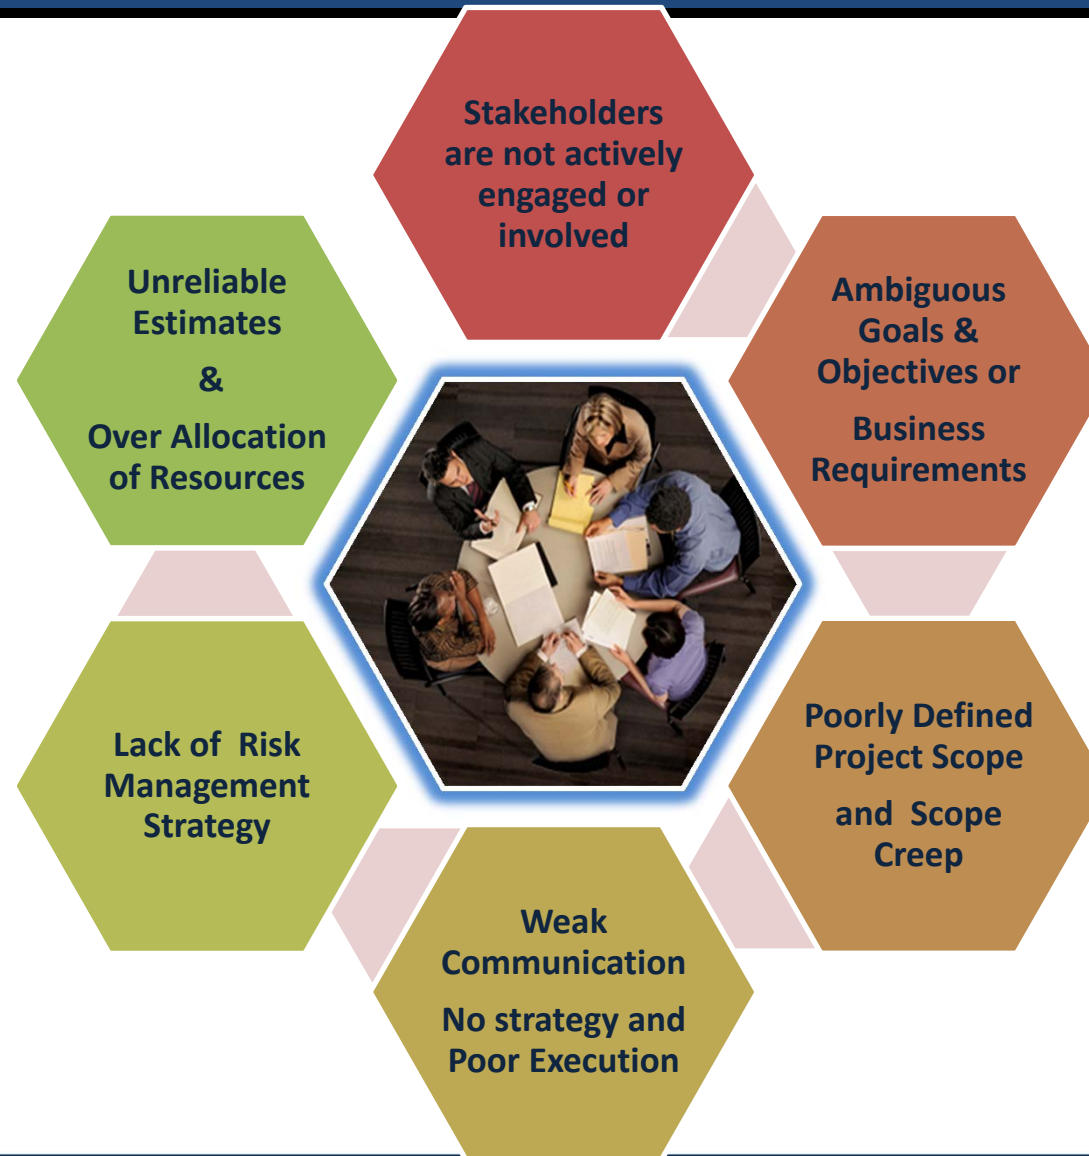 Stakeholders
are not actively
engaged or
involved
Ambiguous
Goals &
Objectives or
Business
Requirements
Poorly Defined
Project Scope
and Scope
Creep
Weak
Communication
No strategy and
Poor Execution
Lack of Risk
Management
Strategy
Unreliable
Estimates
&
Over Allocation
of Resources